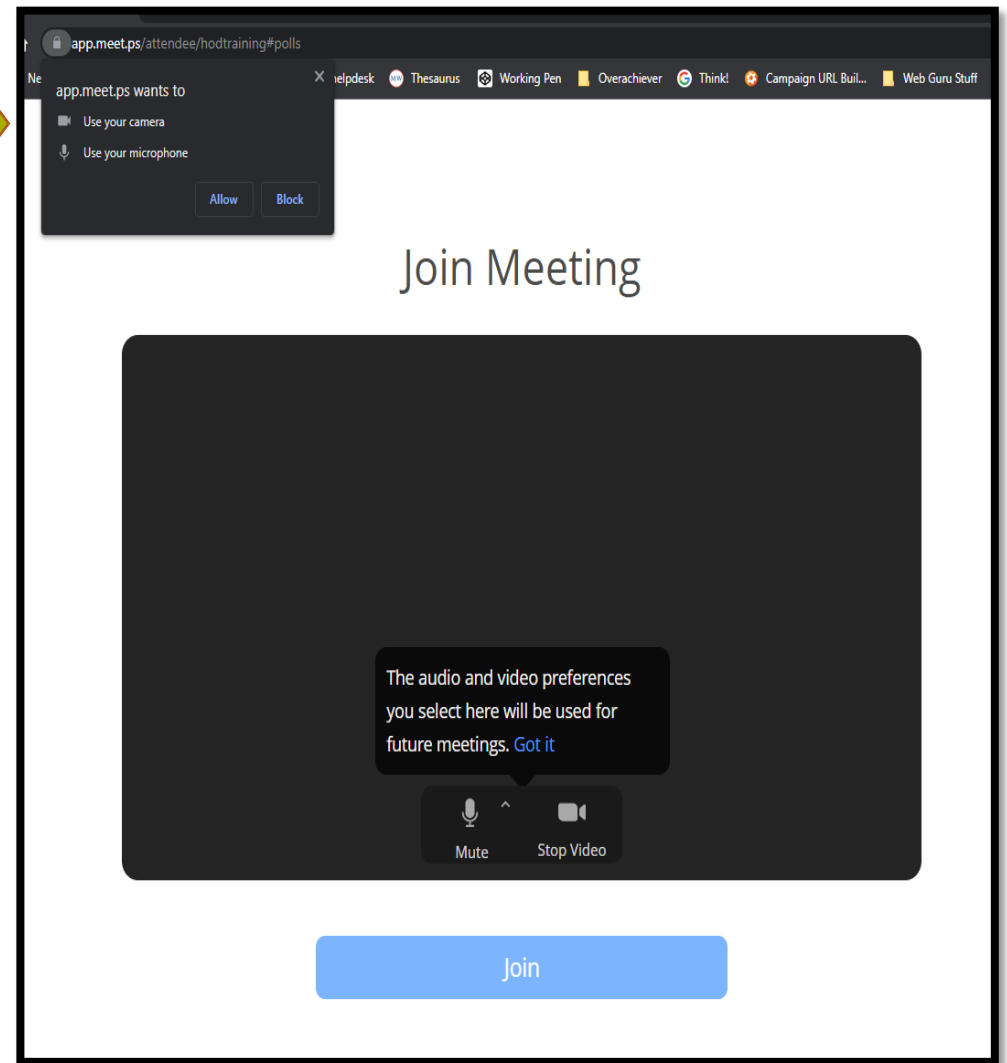 app.meet.ps/attendee/hodtraining#polls
Ne
Thesaurus Working Pen Overachiever Think! Campaign URL Buil... Web Guru Stuff
app.meet.ps wants to
Use your camera
Use your microphone
Allow Block
Join Meeting
The audio and video preferences
you select here will be used for
future meetings. Got it
Mute Stop Video
Join